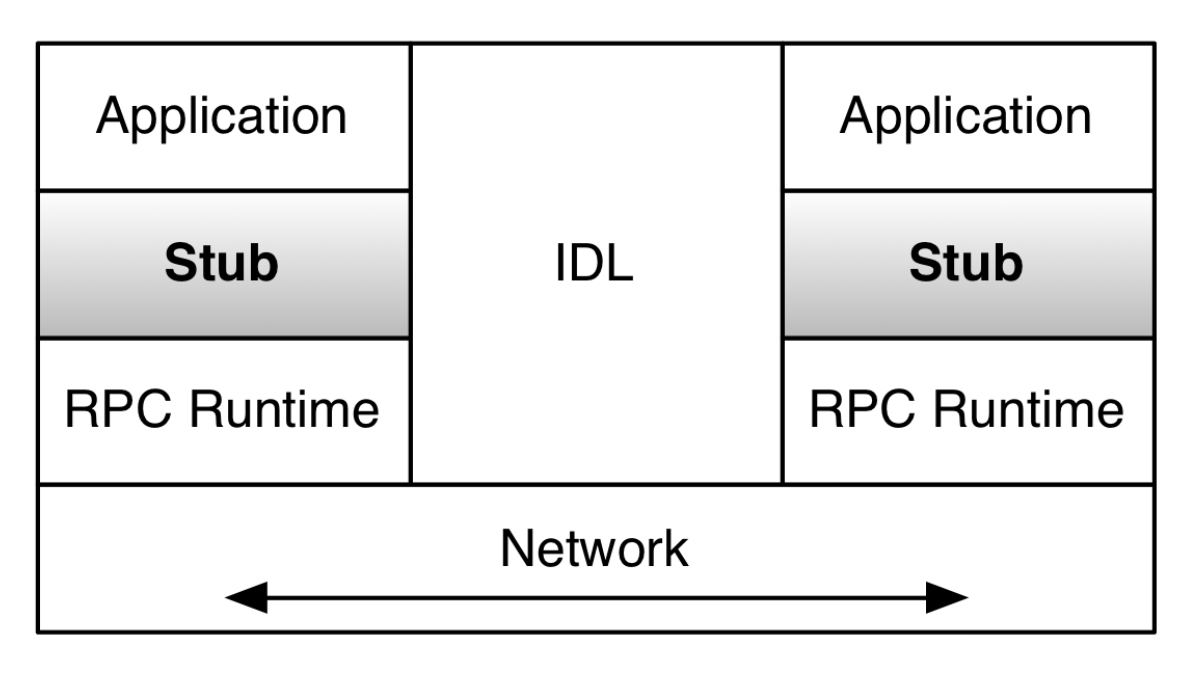 Application
Stub
RPC Runtime
IDL
Application
Stub
RPC Runtime
Network